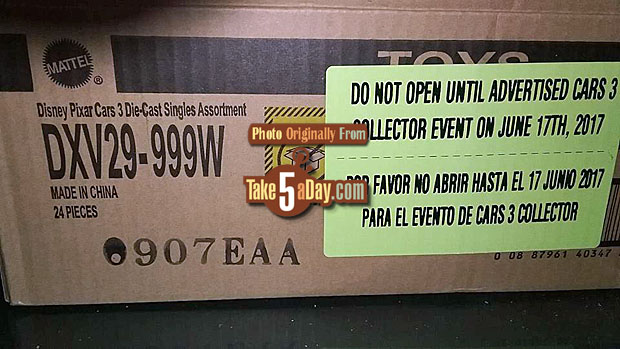 MATTEL
TOYS
Disney Pixar Cars 3 Die-Cast Singles Assortment
DXV29-999W
MADE IN CHINA
24 PIECES
907EAA
DO NOT OPEN UNTIL ADVERTISED CARS 3
COLLECTOR EVENT ON JUNE 17TH, 2017
POR FAVOR NO ABRIR HASTA EL 17 JUNIO 2017
PARA EL EVENTO DE CARS 3 COLLECTOR
0 08 87961 40347
Photo Originally From
Take5aDay.com